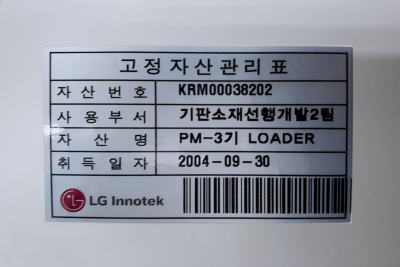 고정자산관리표
자산번호 KRM00038202
사용부서 기판소재선행개발2팀
자산명 PM-3기 LOADER
취득일자 2004-09-30
LG Innotek